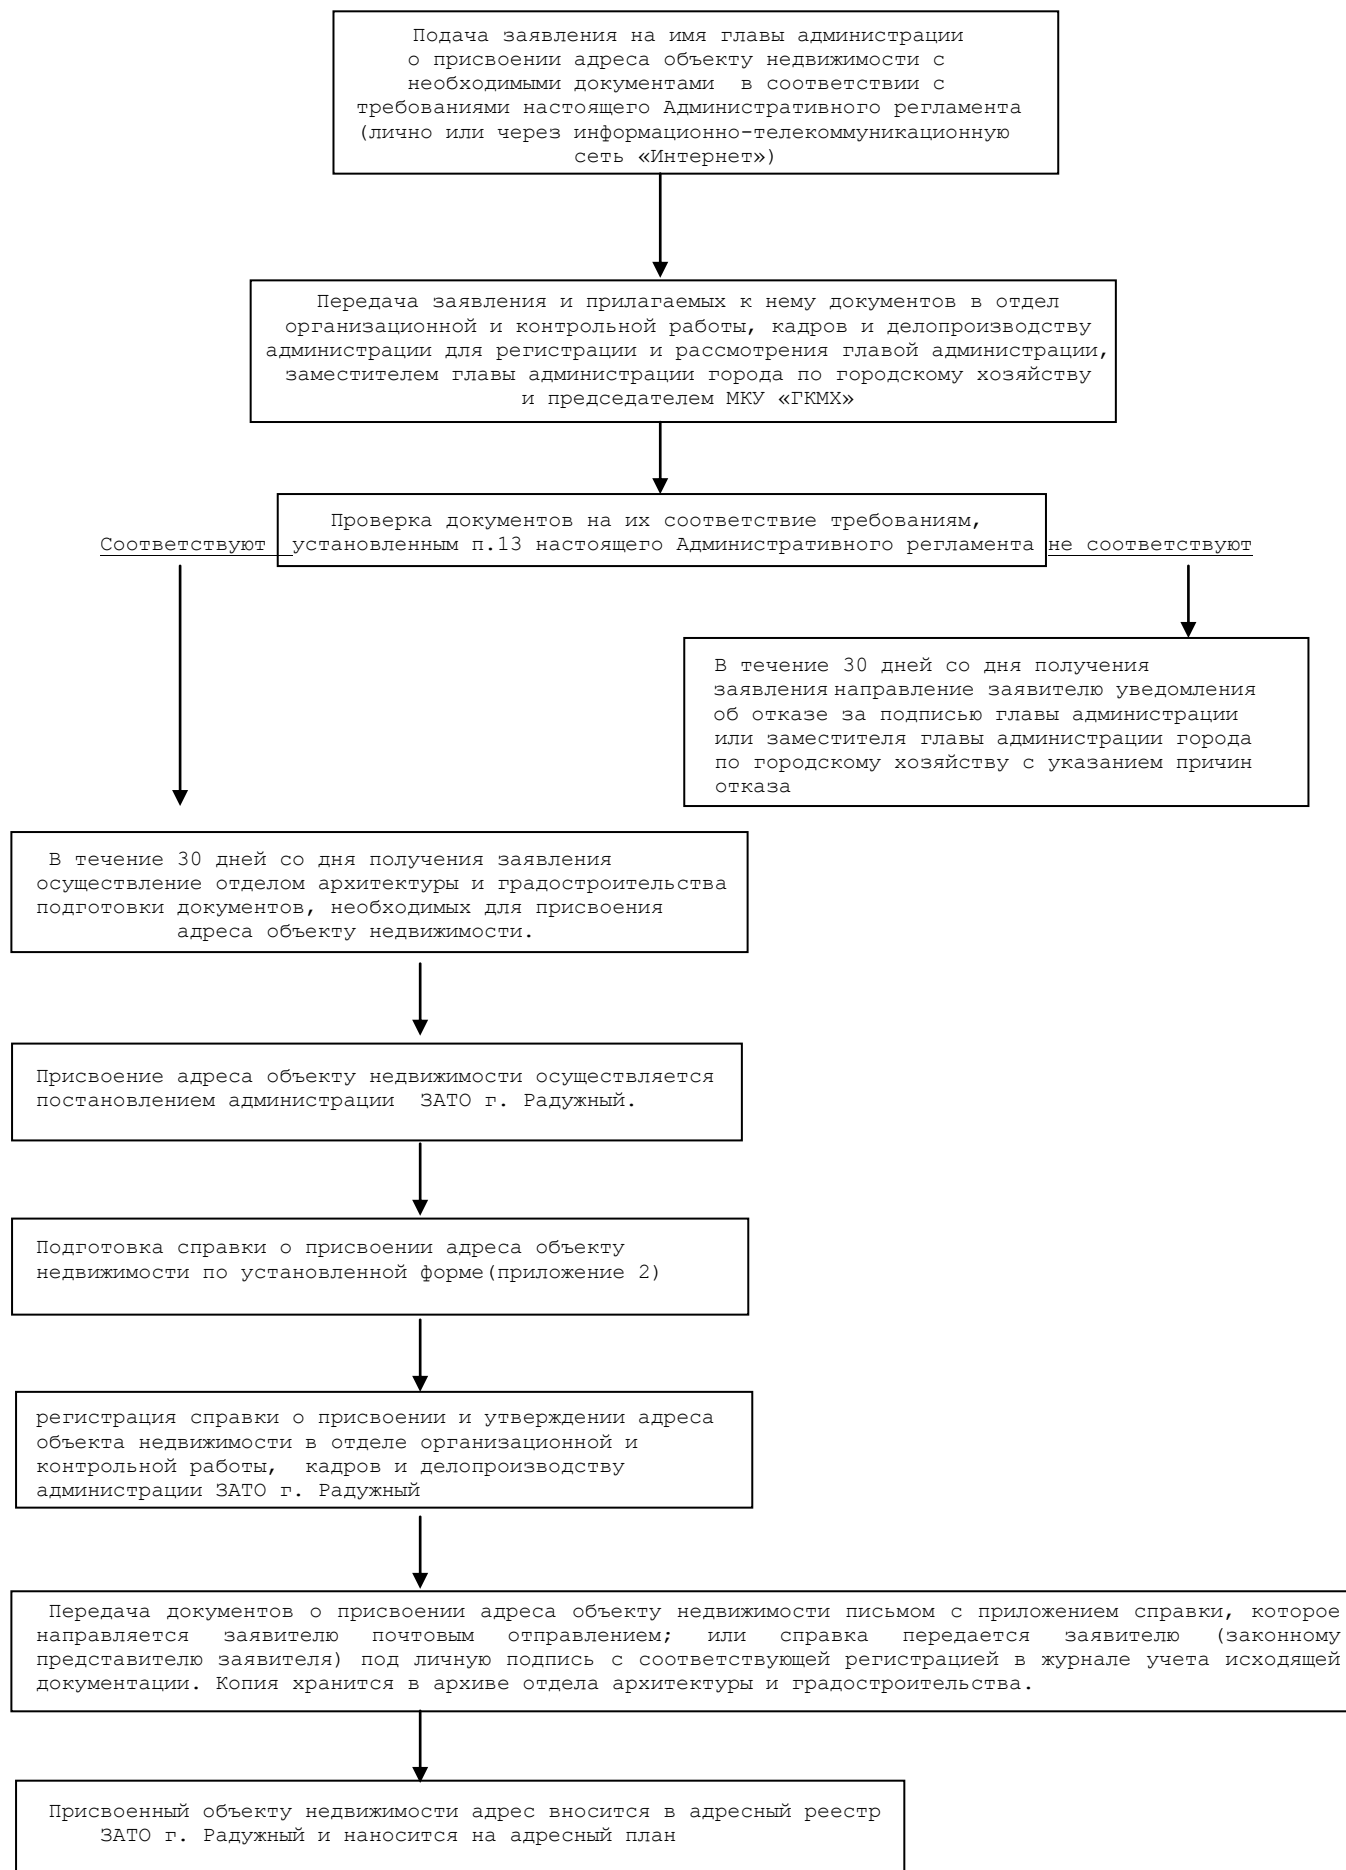 Подача заявления на имя главы администрации
о присвоении адреса объекту недвижимости с
необходимыми документами в соответствии с
требованиями настоящего Административного регламента
(лично или через информационно-телекоммуникационную
сеть «Интернет»)
Передача заявления и прилагаемых к нему документов в отдел
организационной и контрольной работы, кадров и делопроизводству
администрации для регистрации и рассмотрения главой администрации,
заместителем главы администрации города по городскому хозяйству
и председателем МКУ «ГКМХ»
Проверка документов на их соответствие требованиям,
Соответствуют установленным п.13 настоящего Административного регламента не соответствуют
В течение 30 дней со дня получения
заявления направление заявителю уведомления
об отказе за подписью главы администрации
или заместителя главы администрации города
по городскому хозяйству с указанием причин
отказа
В течение 30 дней со дня получения заявления
осуществление отделом архитектуры и градостроительства
подготовки документов, необходимых для присвоения
адреса объекту недвижимости.
Присвоение адреса объекту недвижимости осуществляется
постановлением администрации ЗАТО г. Радужный.
Подготовка справки о присвоении адреса объекту
недвижимости по установленной форме(приложение 2)
регистрация справки о присвоении и утверждении адреса
объекта недвижимости в отделе организационной и
контрольной работы, кадров и делопроизводству
администрации ЗАТО г. Радужный
Передача документов о присвоении адреса объекту недвижимости письмом с приложением справки, которое
направляется заявителю почтовым отправлением; или справка передается заявителю (законному
представителю заявителя) под личную подпись с соответствующей регистрацией в журнале учета исходящей
документации. Копия хранится в архиве отдела архитектуры и градостроительства.
Присвоенный объекту недвижимости адрес вносится в адресный реестр
ЗАТО г. Радужный и наносится на адресный план